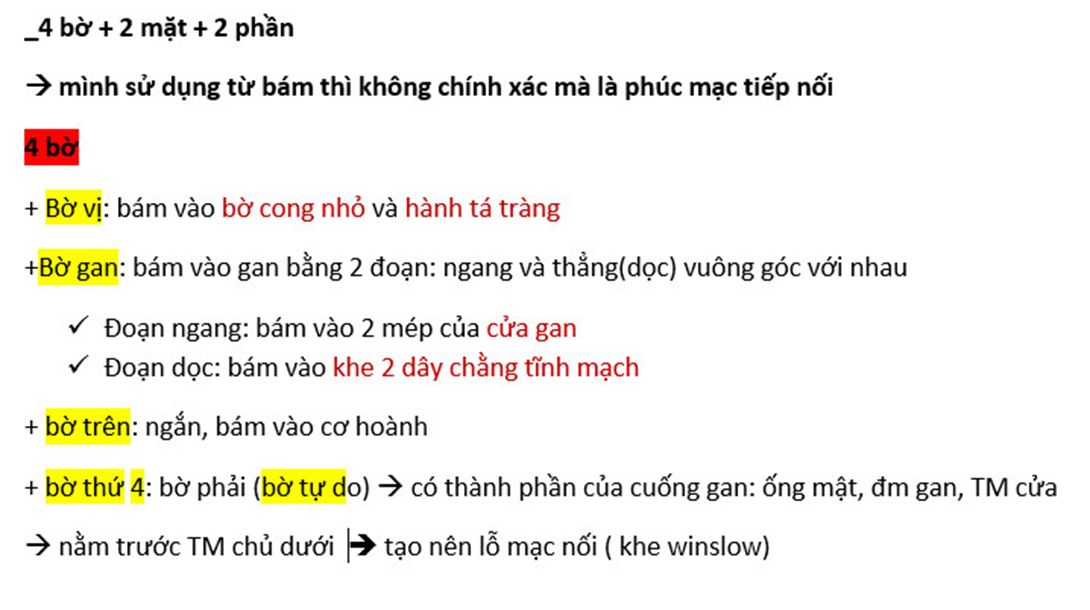 _4 bờ + 2 mặt + 2 phần
→ mình sử dụng từ bám thì không chính xác mà là phúc mạc tiếp nối
4 bờ
+ Bờ vị: bám vào bờ cong nhỏ và hành tá tràng
+Bờ gan: bám vào gan bằng 2 đoạn: ngang và thẳng(dọc) vuông góc với nhau
✓ Đoạn ngang: bám vào 2 mép của cửa gan
✓ Đoạn dọc: bám vào khe 2 dây chằng tĩnh mạch
+ bờ trên: ngắn, bám vào cơ hoành
+ bờ thứ 4: bờ phải (bờ tự do) → có thành phần của cuống gan: ống mật, đm gan, TM cửa
→ nằm trước TM chủ dưới → tạo nên lỗ mạc nối ( khe winslow)